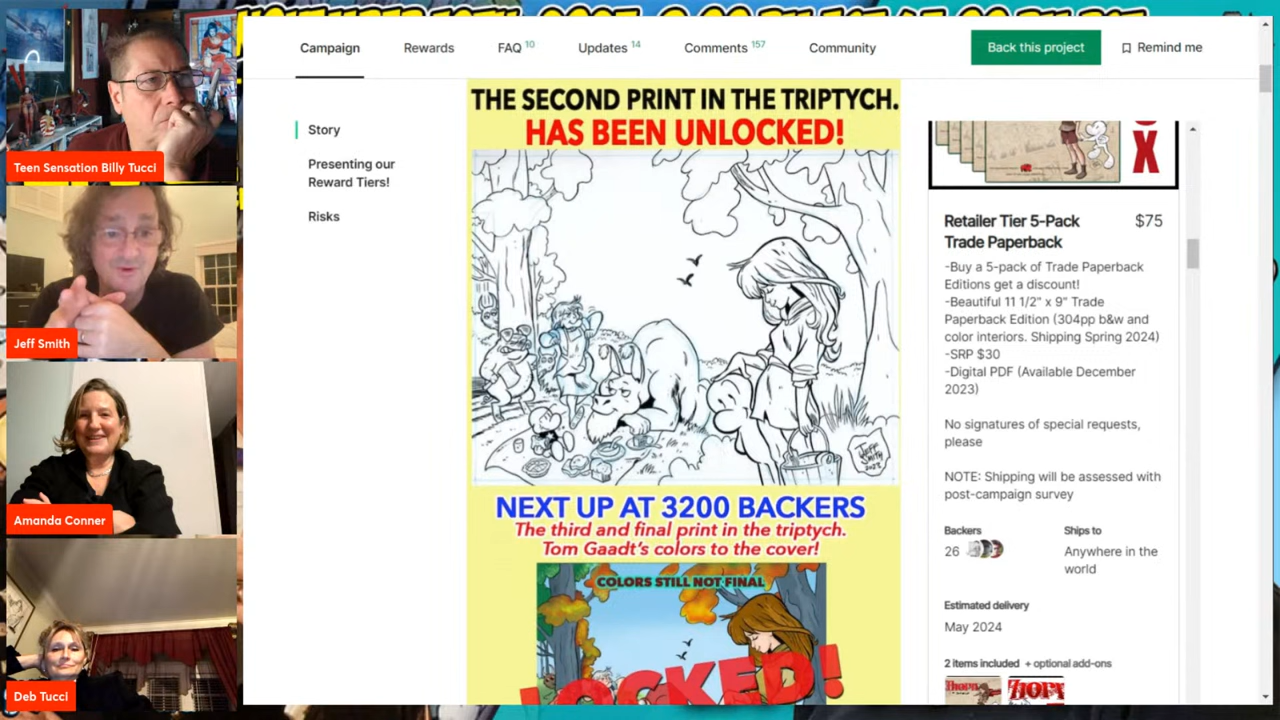 Campaign
Rewards
FAQ 10
Updates 14
Comments 157
Community
Back this project
Remind me
Story
Presenting our
Reward Tiers!
Risks
THE SECOND PRINT IN THE TRIPTYCH.
HAS BEEN UNLOCKED!
JEFF
SMITH
NEXT UP AT 3200 BACKERS
The third and final print in the triptych.
Tom Gaadt's colors to the cover!
COLORS STILL NOT FINAL
LOCKED!
X
Retailer Tier 5-Pack
Trade Paperback
$75
-Buy a 5-pack of Trade Paperback
Editions get a discount!
-Beautiful 11 1/2" x 9" Trade
Paperback Edition (304pp b&w and
color interiors. Shipping Spring 2024)
-SRP $30
-Digital PDF (Available December
2023)
No signatures of special requests,
please
NOTE: Shipping will be assessed with
post-campaign survey
Backers
26
Ships to
Anywhere in the
world
Estimated delivery
May 2024
2 items included + optional add-ons
THORN
THORN
Teen Sensation Billy Tucci
Jeff Smith
Amanda Conner
Deb Tucci